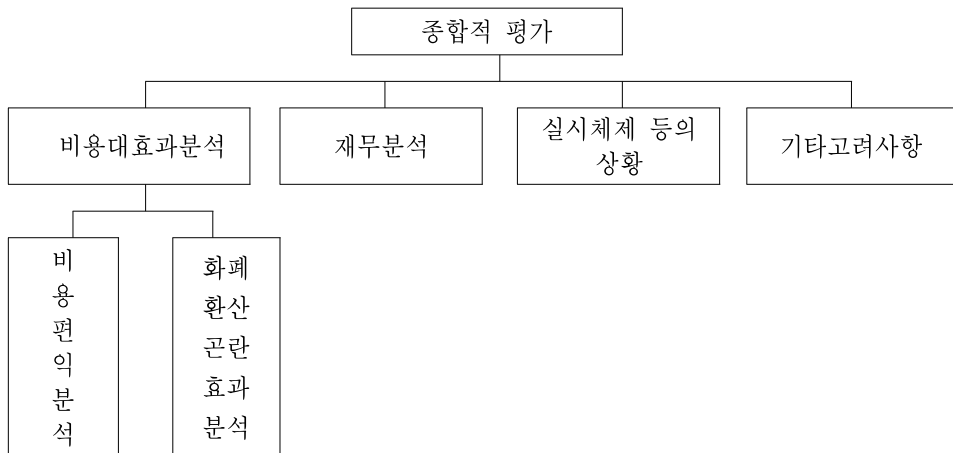 종합적 평가
비용대효과분석
재무분석
실시체제 등의
상황
기타고려사항
비
용
편
익
분
석
화폐
환산
곤란
효과
분석